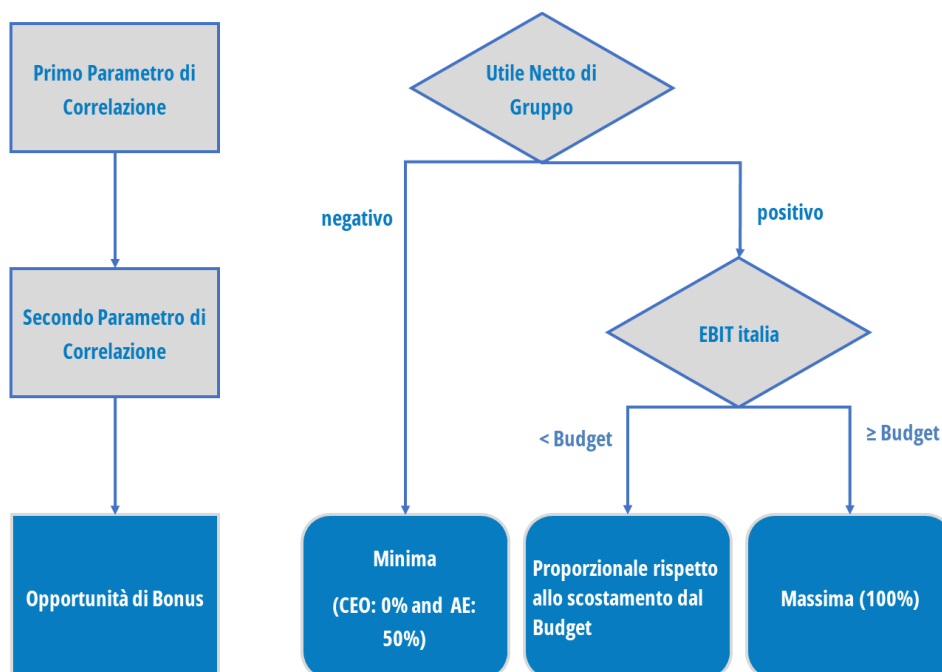 Primo Parametro di
Correlazione
Utile Netto di
Gruppo
negativo
positivo
Secondo Parametro di
Correlazione
EBIT italia
< Budget
≥ Budget
Opportunità di Bonus
Minima
(CEO: 0% and AE:
50%)
Proporzionale rispetto
allo scostamento dal
Budget
Massima (100%)